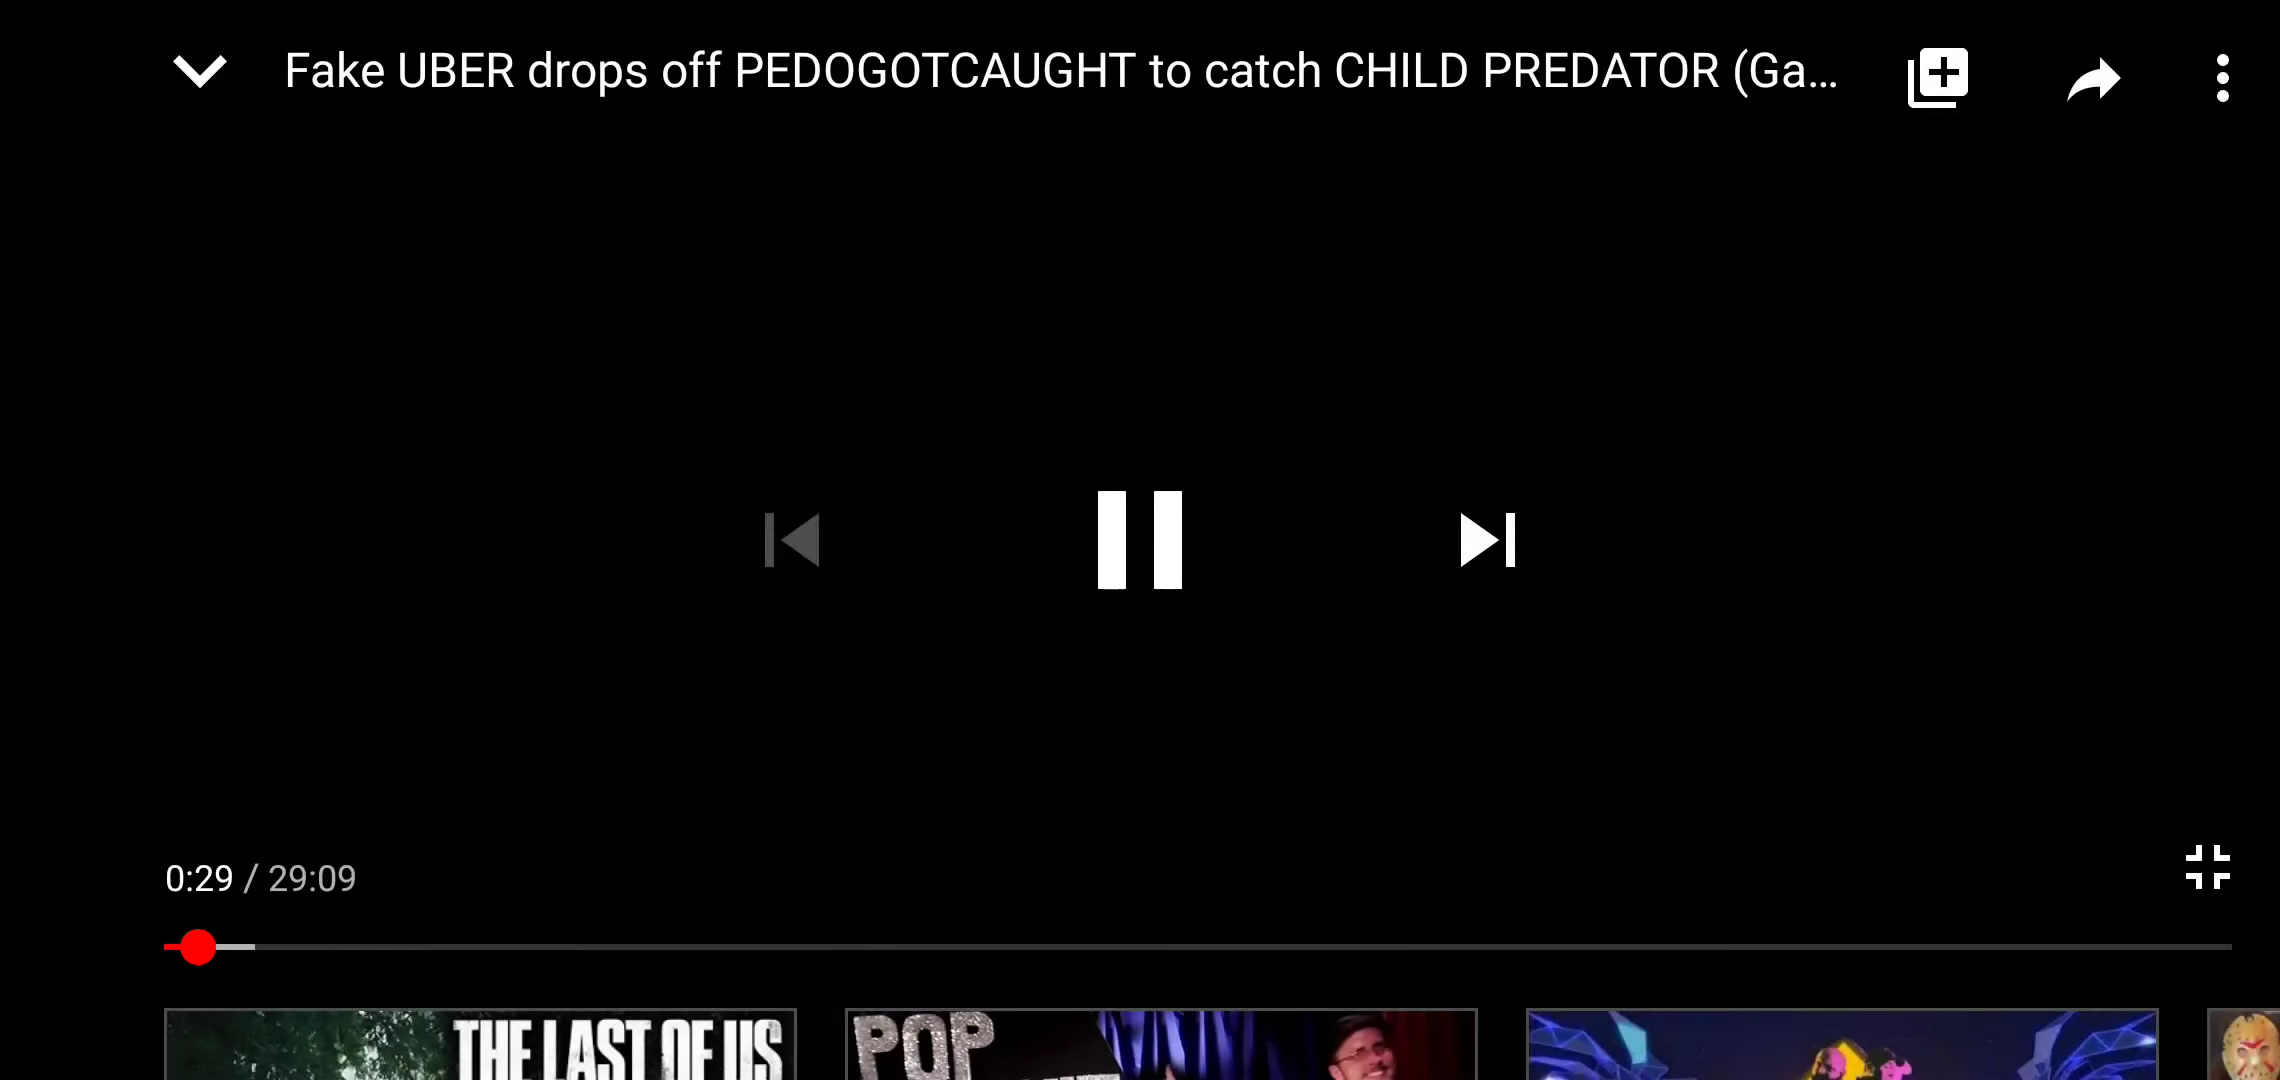 Fake UBER drops off PEDOGOTCAUGHT to catch CHILD PREDATOR (Ga...
0:29 / 29:09
THE LAST OF US
POP